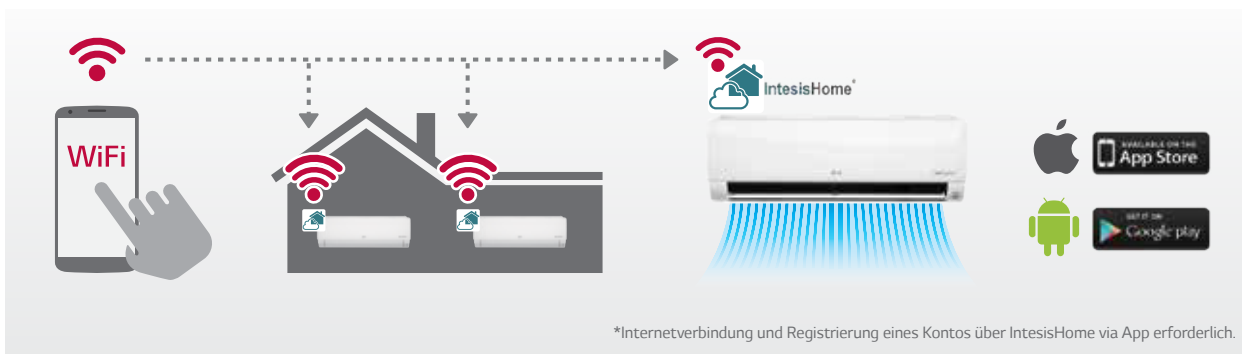 WiFi
IntesisHome*
AVAILABLE ON THE
App Store
GET IT ON
Google play
*Internetverbindung und Registrierung eines Kontos über IntesisHome via App erforderlich.